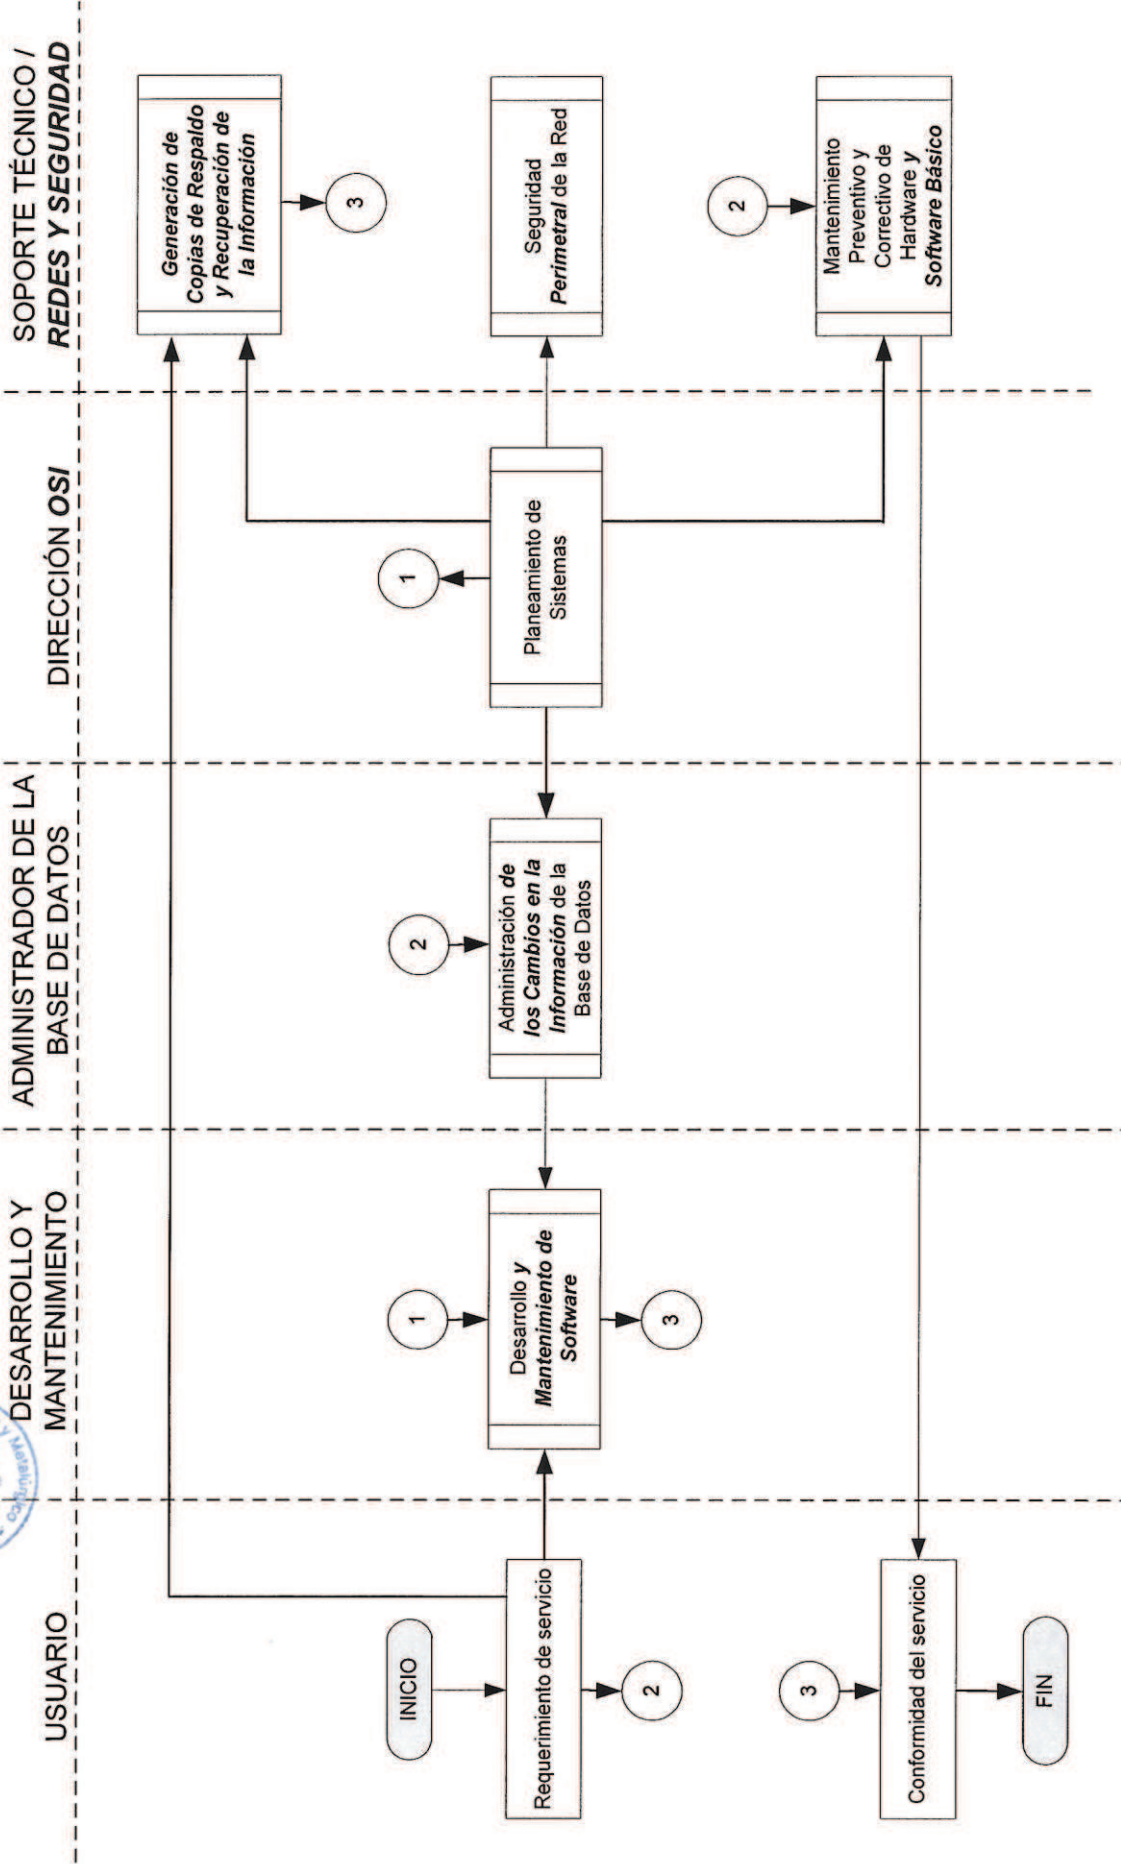 USUARIO
DESARROLLO Y
MANTENIMIENTO
ADMINISTRADOR DE LA
BASE DE DATOS
DIRECCIÓN OSI
SOPORTE TÉCNICO /
REDES Y SEGURIDAD
Metalúrgico
Generación de
Copias de Respaldo
y Recuperación de
la Información
3
INICIO
Requerimiento de servicio
2
1
Desarrollo y
Mantenimiento de
Software
3
2
Administración de
los Cambios en la
Información de la
Base de Datos
1
Planeamiento de
Sistemas
Seguridad
Perimetral de la Red
3
Conformidad del servicio
FIN
2
Mantenimiento
Preventivo y
Correctivo de
Hardware y
Software Básico